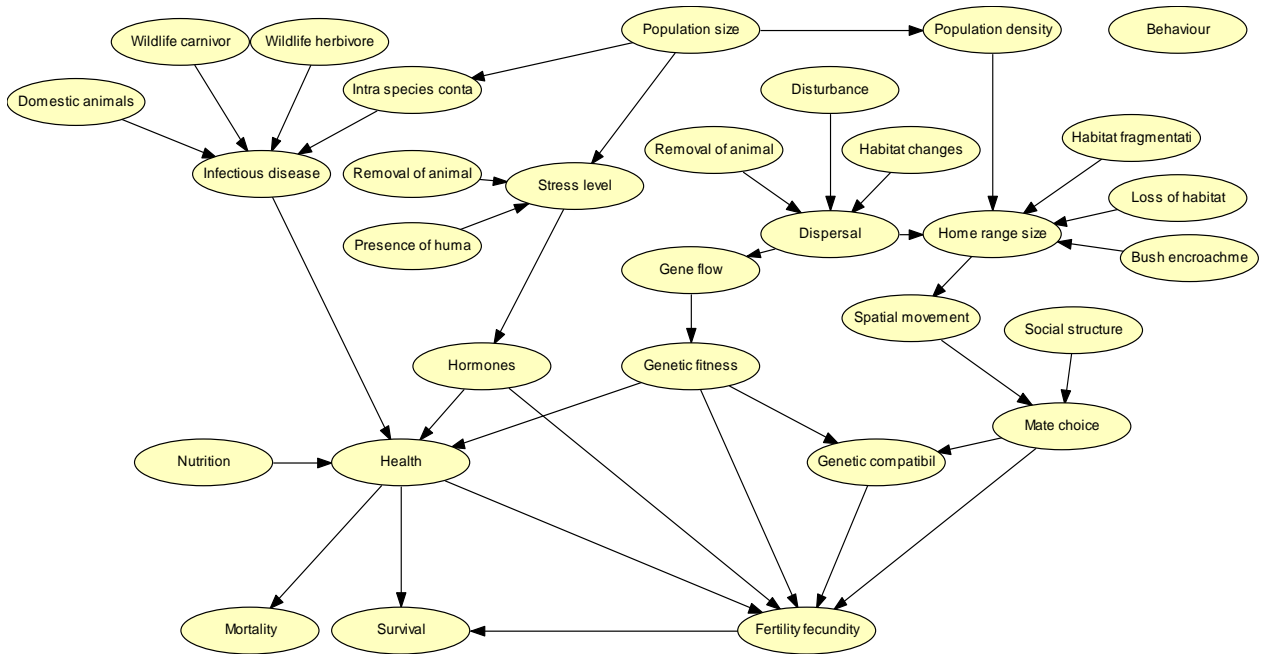 Population size
Population density
Behaviour
Wildlife carnivor
Wildlife herbivore
Domestic animals
Intra species conta
Disturbance
Removal of animal
Habitat changes
Habitat fragmentati
Infectious disease
Removal of animal
Stress level
Loss of habitat
Presence of huma
Dispersal
Home range size
Bush encroachme
Gene flow
Spatial movement
Social structure
Hormones
Genetic fitness
Mate choice
Nutrition
Health
Genetic compatibil
Mortality
Survival
Fertility fecundity